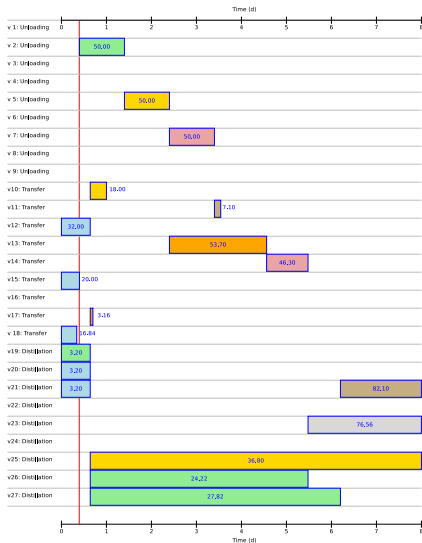 Time (d)
0 1 2 3 4 5 6 7 8
v 1: Unloading
v 2: Unloading 50,00
v 3: Unloading
v 4: Unloading
v 5: Unloading 50,00
v 6: Unloading
v 7: Unloading 50,00
v 8: Unloading
v 9: Unloading
v10: Transfer 18,00
v11: Transfer 7,10
v12: Transfer 32,00
v13: Transfer 53,70
v14: Transfer 46,30
v15: Transfer 20,00
v16: Transfer
v17: Transfer 3,16
v 18: Transfer 16,84
v19: Distillation 3,20
v20: Distillation 3,20
v21: Distillation 3,20 82,10
v22: Distillation
v23: Distillation 76,56
v24: Distillation
v25: Distillation 36,80
v26: Distillation 24,22
v27: Distillation 27,82
0 1 2 3 4 5 6 7 8
Time (d)